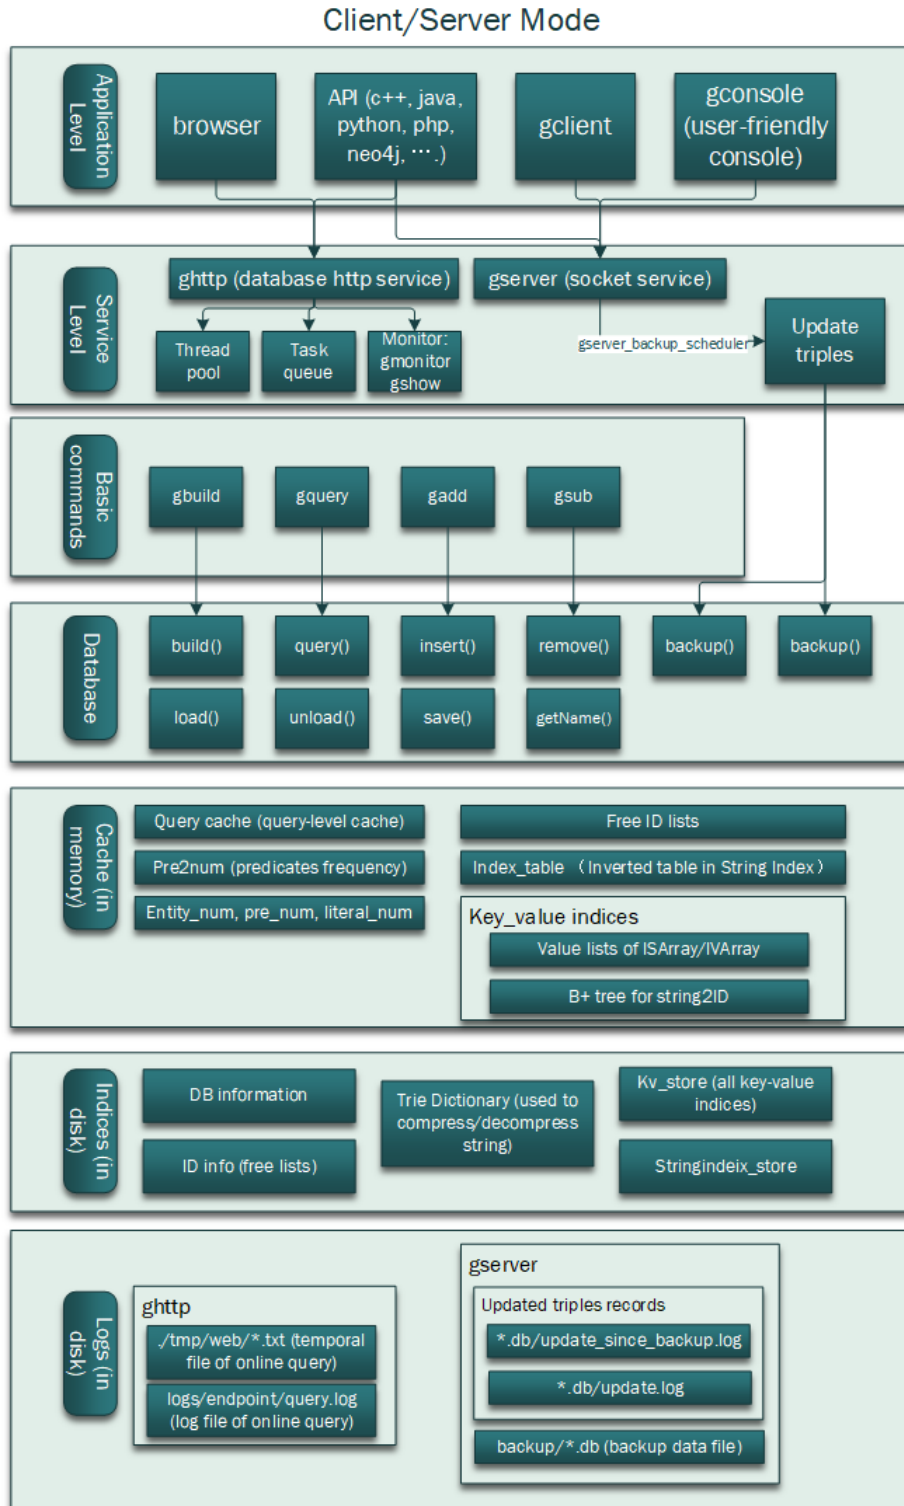 Client/Server Mode
Application
Level
browser
API (c++, java,
python, php,
neo4j, ….)
gclient
gconsole
(user-friendly
console)
Service
Level
ghttp (database http service)
gserver (socket service)
Thread
pool
Task
queue
Monitor:
gmonitor
gshow
gserver_backup_scheduler
Update
triples
Basic
commands
gbuild
gquery
gadd
gsub
Database
build()
query()
insert()
remove()
backup()
backup()
load()
unload()
save()
getName()
Cache (in
memory)
Query cache (query-level cache)
Free ID lists
Pre2num (predicates frequency)
Index_table （Inverted table in String Index）
Entity_num, pre_num, literal_num
Key_value indices
Value lists of ISArray/IVArray
B+ tree for string2ID
Indices (in
disk)
DB information
ID info (free lists)
Trie Dictionary (used to
compress/decompress
string)
Kv_store (all key-value
indices)
Stringindeix_store
Logs (in
disk)
ghttp
./tmp/web/*.txt (temporal
file of online query)
logs/endpoint/query.log
(log file of online query)
gserver
Updated triples records
*.db/update_since_backup.log
*.db/update.log
backup/*.db (backup data file)